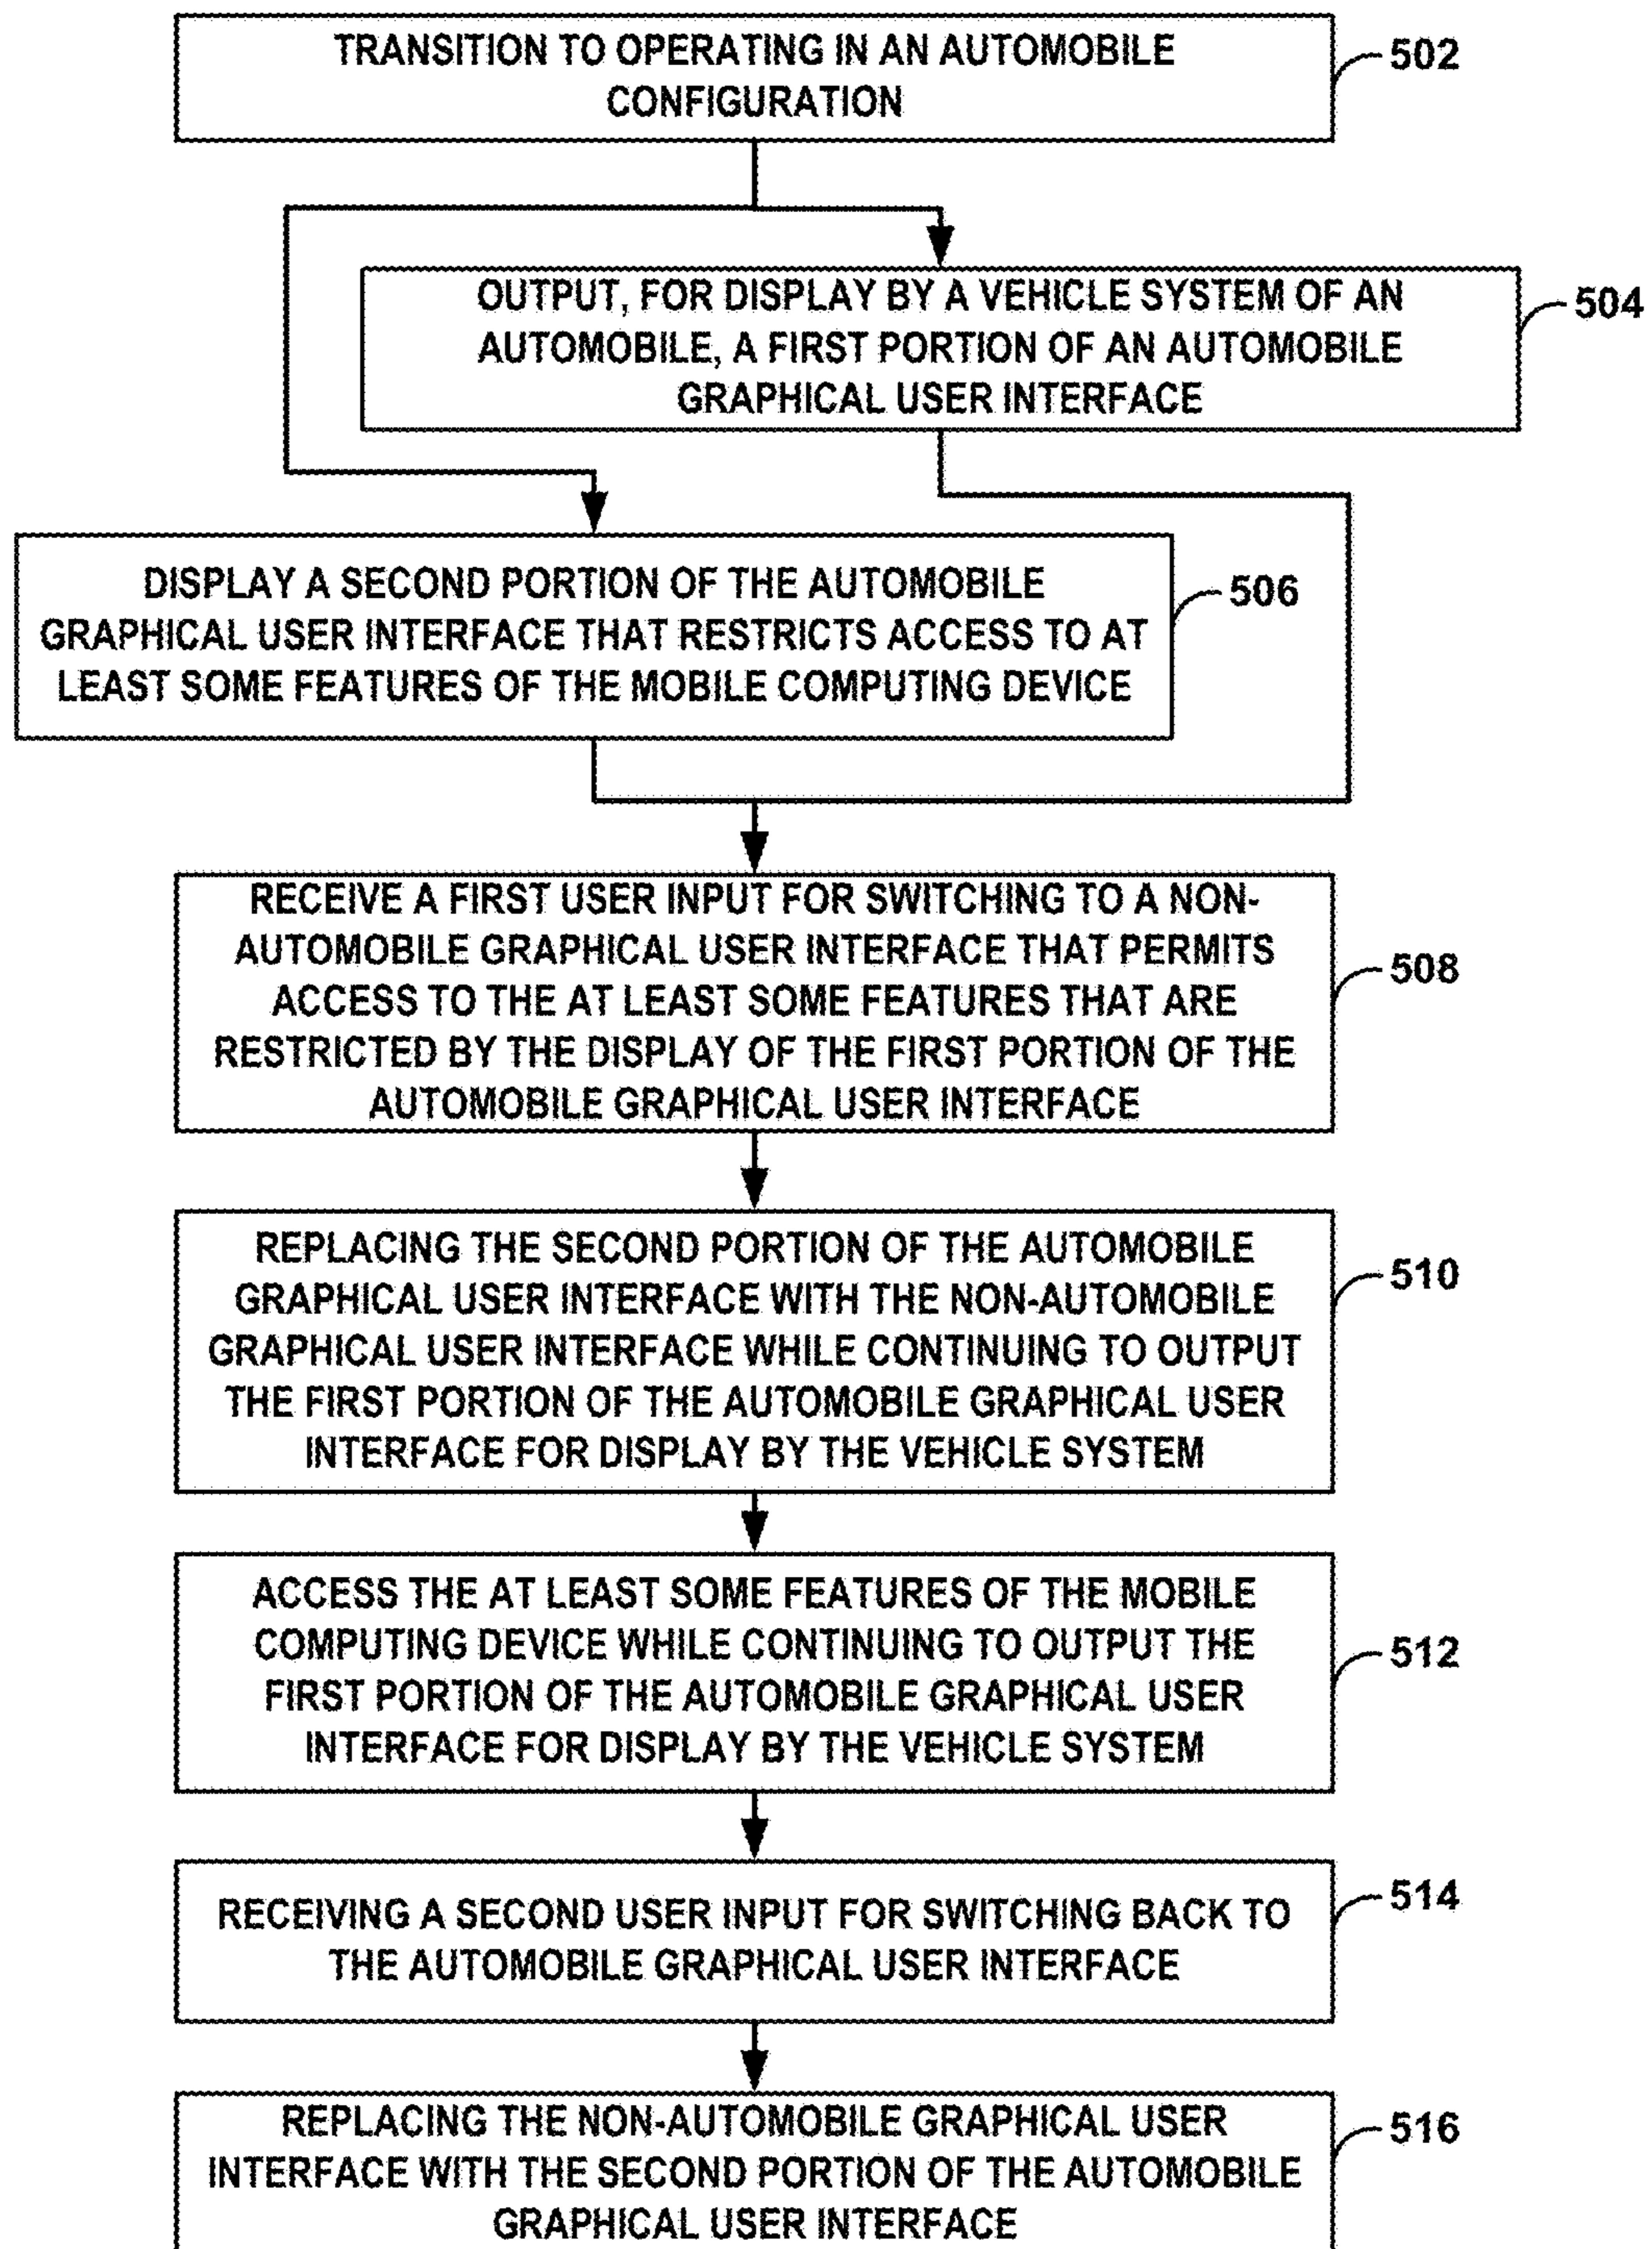 TRANSITION TO OPERATING IN AN AUTOMOBILE
CONFIGURATION
502
OUTPUT, FOR DISPLAY BY A VEHICLE SYSTEM OF AN
AUTOMOBILE, A FIRST PORTION OF AN AUTOMOBILE
GRAPHICAL USER INTERFACE
504
DISPLAY A SECOND PORTION OF THE AUTOMOBILE
GRAPHICAL USER INTERFACE THAT RESTRICTS ACCESS TO AT
LEAST SOME FEATURES OF THE MOBILE COMPUTING DEVICE
506
RECEIVE A FIRST USER INPUT FOR SWITCHING TO A NON-
AUTOMOBILE GRAPHICAL USER INTERFACE THAT PERMITS
ACCESS TO THE AT LEAST SOME FEATURES THAT ARE
RESTRICTED BY THE DISPLAY OF THE FIRST PORTION OF THE
AUTOMOBILE GRAPHICAL USER INTERFACE
508
REPLACING THE SECOND PORTION OF THE AUTOMOBILE
GRAPHICAL USER INTERFACE WITH THE NON-AUTOMOBILE
GRAPHICAL USER INTERFACE WHILE CONTINUING TO OUTPUT
THE FIRST PORTION OF THE AUTOMOBILE GRAPHICAL USER
INTERFACE FOR DISPLAY BY THE VEHICLE SYSTEM
510
ACCESS THE AT LEAST SOME FEATURES OF THE MOBILE
COMPUTING DEVICE WHILE CONTINUING TO OUTPUT THE
FIRST PORTION OF THE AUTOMOBILE GRAPHICAL USER
INTERFACE FOR DISPLAY BY THE VEHICLE SYSTEM
512
RECEIVING A SECOND USER INPUT FOR SWITCHING BACK TO
THE AUTOMOBILE GRAPHICAL USER INTERFACE
514
REPLACING THE NON-AUTOMOBILE GRAPHICAL USER
INTERFACE WITH THE SECOND PORTION OF THE AUTOMOBILE
GRAPHICAL USER INTERFACE
516